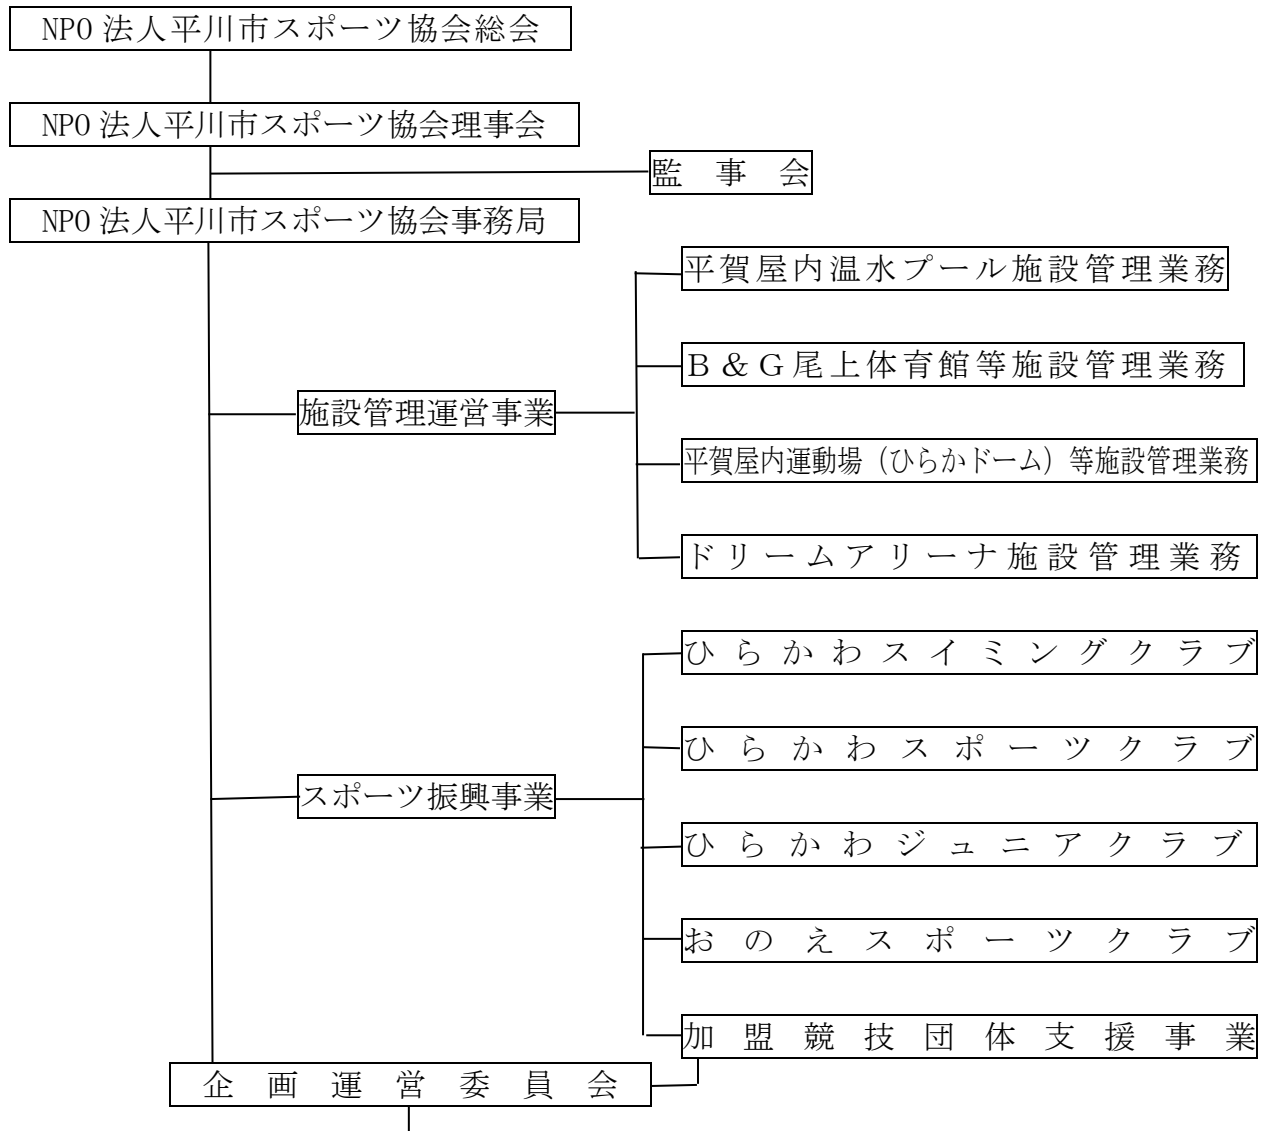 NPO 法人平川市スポーツ協会総会
NPO 法人平川市スポーツ協会理事会
監事会
NPO 法人平川市スポーツ協会事務局
平賀屋内温水プール施設管理業務
B＆G尾上体育館等施設管理業務
施設管理運営事業
平賀屋内運動場（ひらかドーム）等施設管理業務
ドリームアリーナ施設管理業務
ひらかわスイミングクラブ
ひらかわスポーツクラブ
スポーツ振興事業
ひらかわジュニアクラブ
おのえスポーツクラブ
加盟競技団体支援事業
企画運営委員会